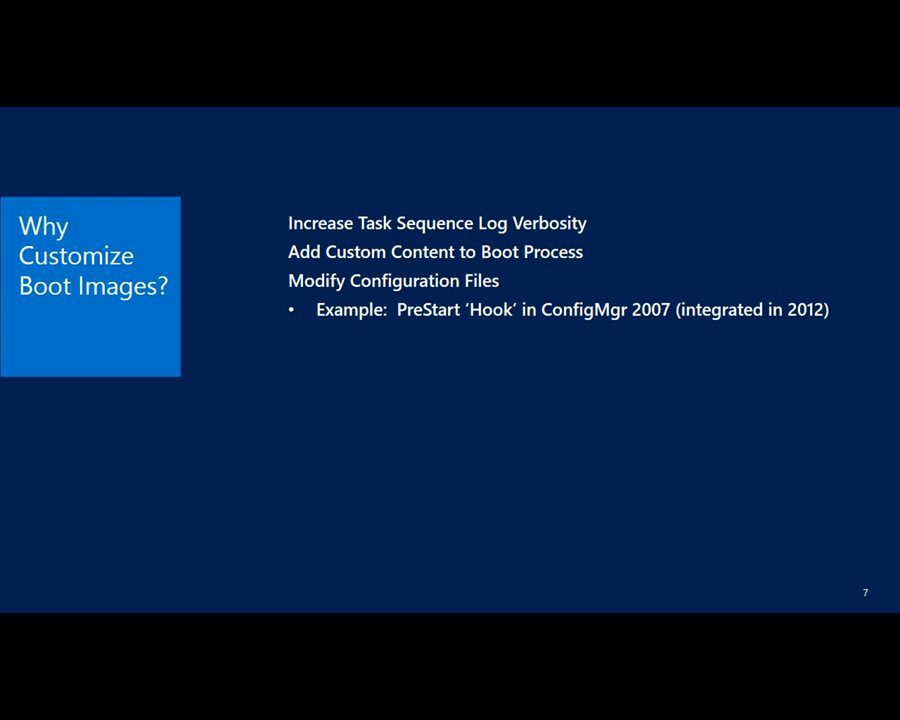 Why
Customize
Boot Images?
Increase Task Sequence Log Verbosity
Add Custom Content to Boot Process
Modify Configuration Files
• Example: PreStart ‘Hook’ in ConfigMgr 2007 (integrated in 2012)
7